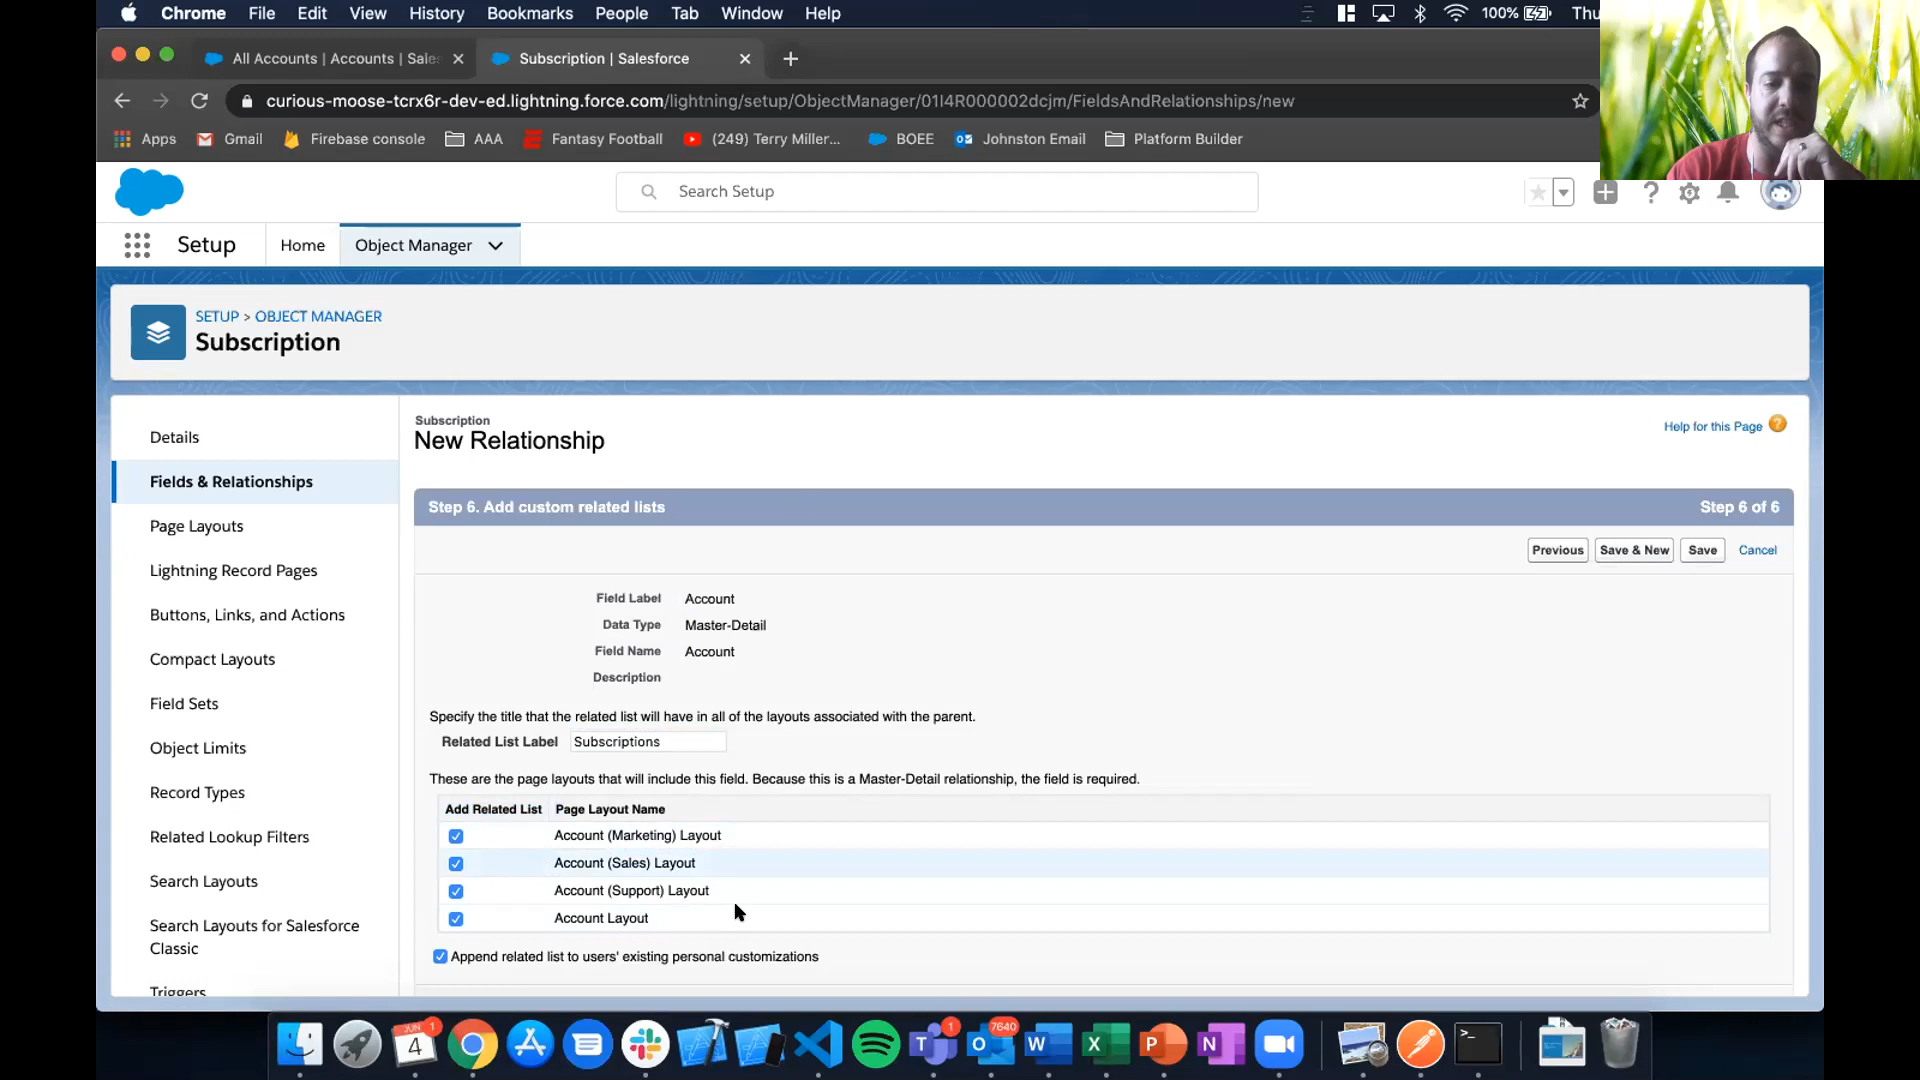 Chrome File Edit View History Bookmarks People Tab Window Help 100% Thu
All Accounts | Accounts | Sale Subscription | Salesforce
curious-moose-tcrx6r-dev-ed.lightning.force.com/lightning/setup/ObjectManager/01I4R000002dcjm/FieldsAndRelationships/new
Apps Gmail Firebase console AAA Fantasy Football (249) Terry Miller... BOEE Johnston Email Platform Builder
Search Setup
Setup Home Object Manager
SETUP > OBJECT MANAGER
Subscription
Details
Fields & Relationships
Page Layouts
Lightning Record Pages
Buttons, Links, and Actions
Compact Layouts
Field Sets
Object Limits
Record Types
Related Lookup Filters
Search Layouts
Search Layouts for Salesforce
Classic
Triggers
Subscription
New Relationship
Help for this Page ?
Step 6. Add custom related lists Step 6 of 6
Previous Save & New Save Cancel
Field Label Account
Data Type Master-Detail
Field Name Account
Description
Specify the title that the related list will have in all of the layouts associated with the parent.
Related List Label Subscriptions
These are the page layouts that will include this field. Because this is a Master-Detail relationship, the field is required.
Add Related List Page Layout Name
Account (Marketing) Layout
Account (Sales) Layout
Account (Support) Layout
Account Layout
Append related list to users' existing personal customizations
JUN 1 4 T 1 O 7640 W X P N >_